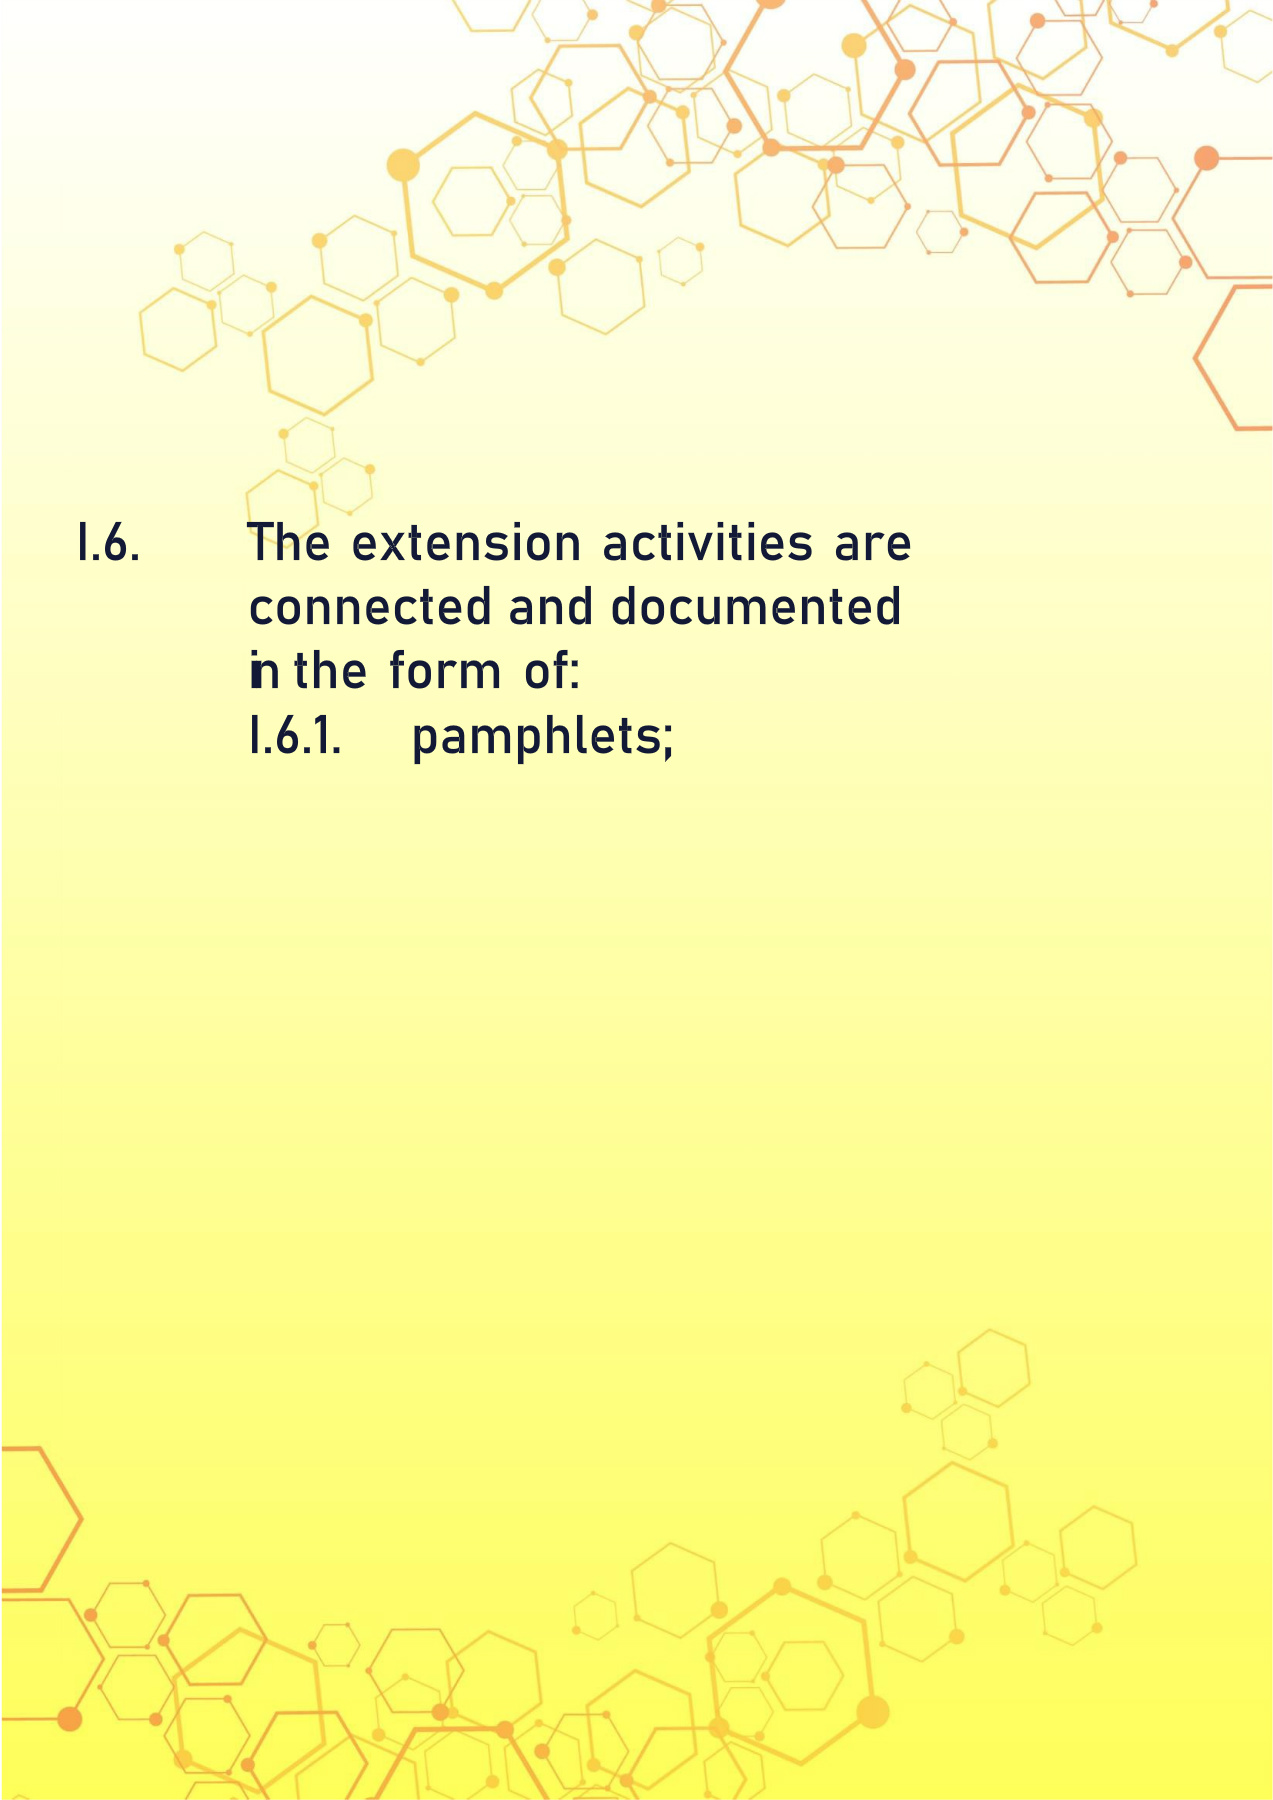 I.6. The extension activities are
connected and documented
in the form of:
I.6.1. pamphlets;